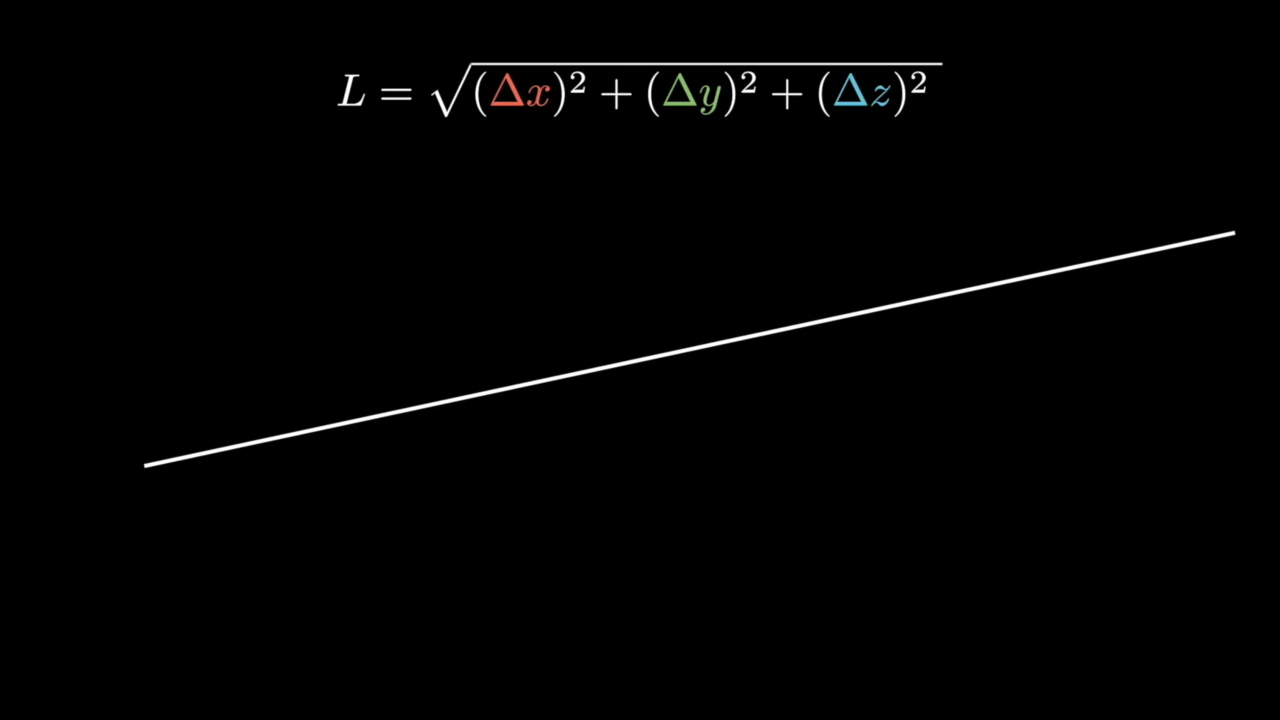 L = √(Δx)² + (Δy)² + (Δz)²